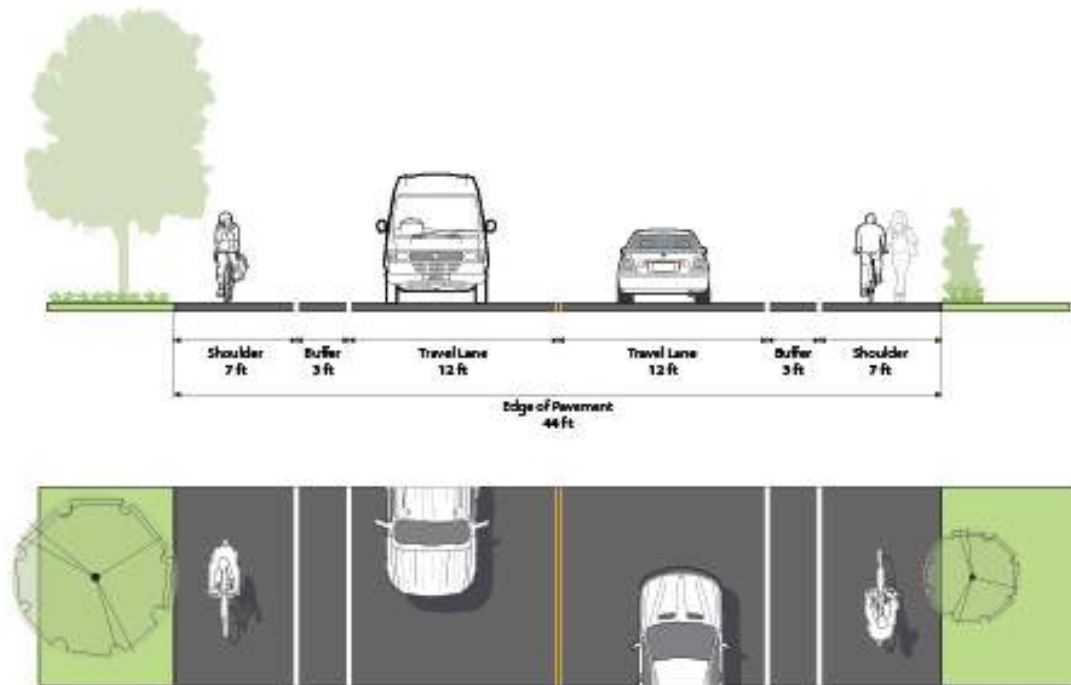 Shoulder
7 ft
Buffer
3 ft
Travel Lane
12 ft
Travel Lane
12 ft
Buffer
3 ft
Shoulder
7 ft
Edge of Pavement
44 ft